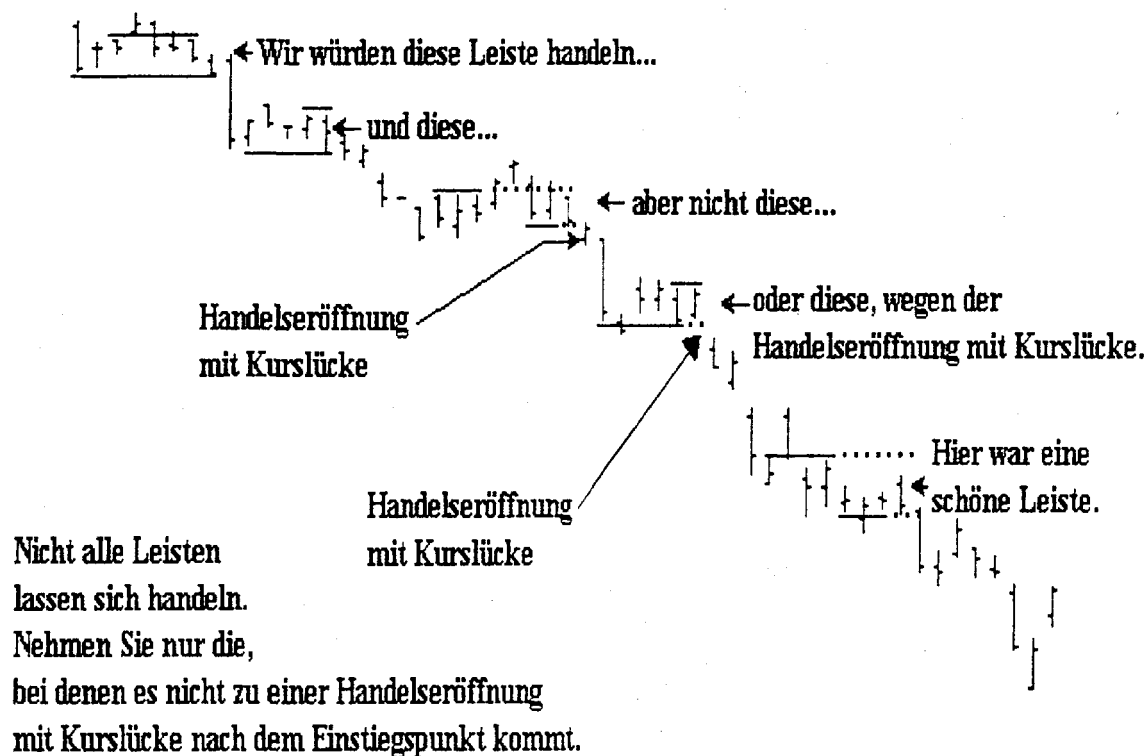 Wir würden diese Leiste handeln...
und diese...
aber nicht diese...
Handelseröffnung
mit Kurslücke
oder diese, wegen der
Handelseröffnung mit Kurslücke.
Hier war eine
schöne Leiste.
Handelseröffnung
mit Kurslücke
Nicht alle Leisten
lassen sich handeln.
Nehmen Sie nur die,
bei denen es nicht zu einer Handelseröffnung
mit Kurslücke nach dem Einstiegspunkt kommt.